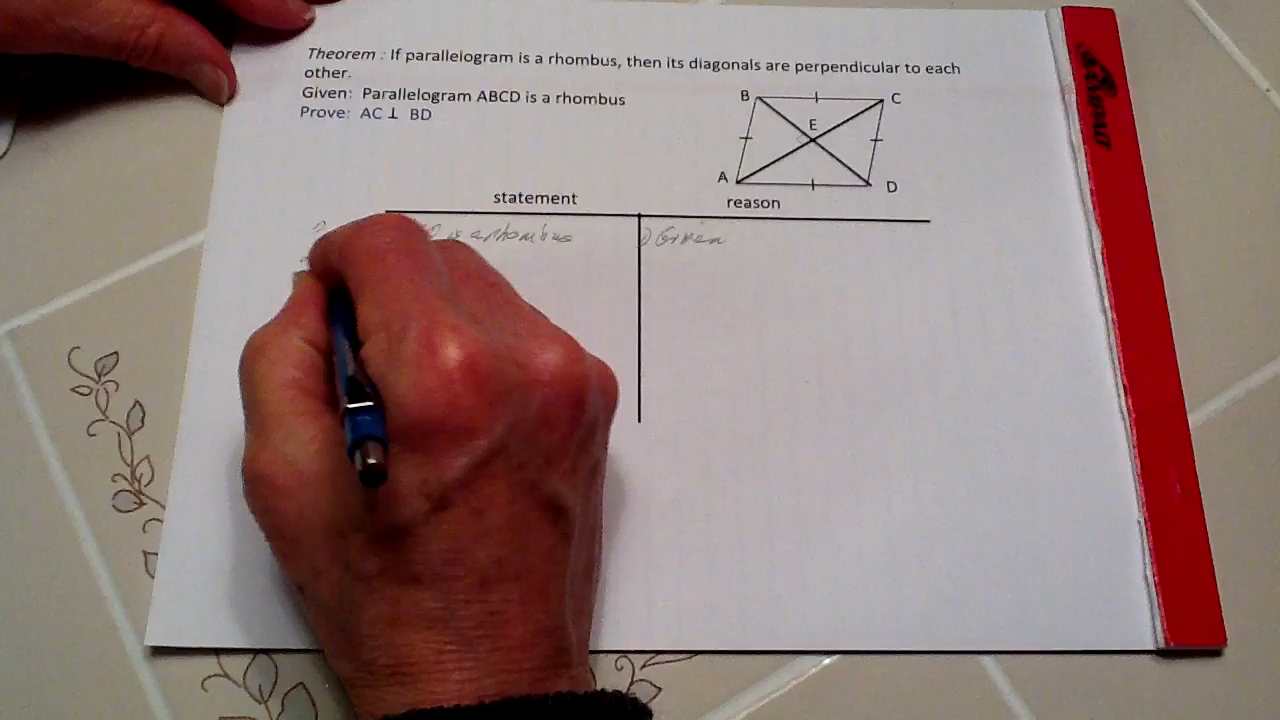 Theorem : If parallelogram is a rhombus, then its diagonals are perpendicular to each
other.
Given: Parallelogram ABCD is a rhombus
Prove: AC ⊥ BD
B C
E
A D
statement reason
is a rhombus Given